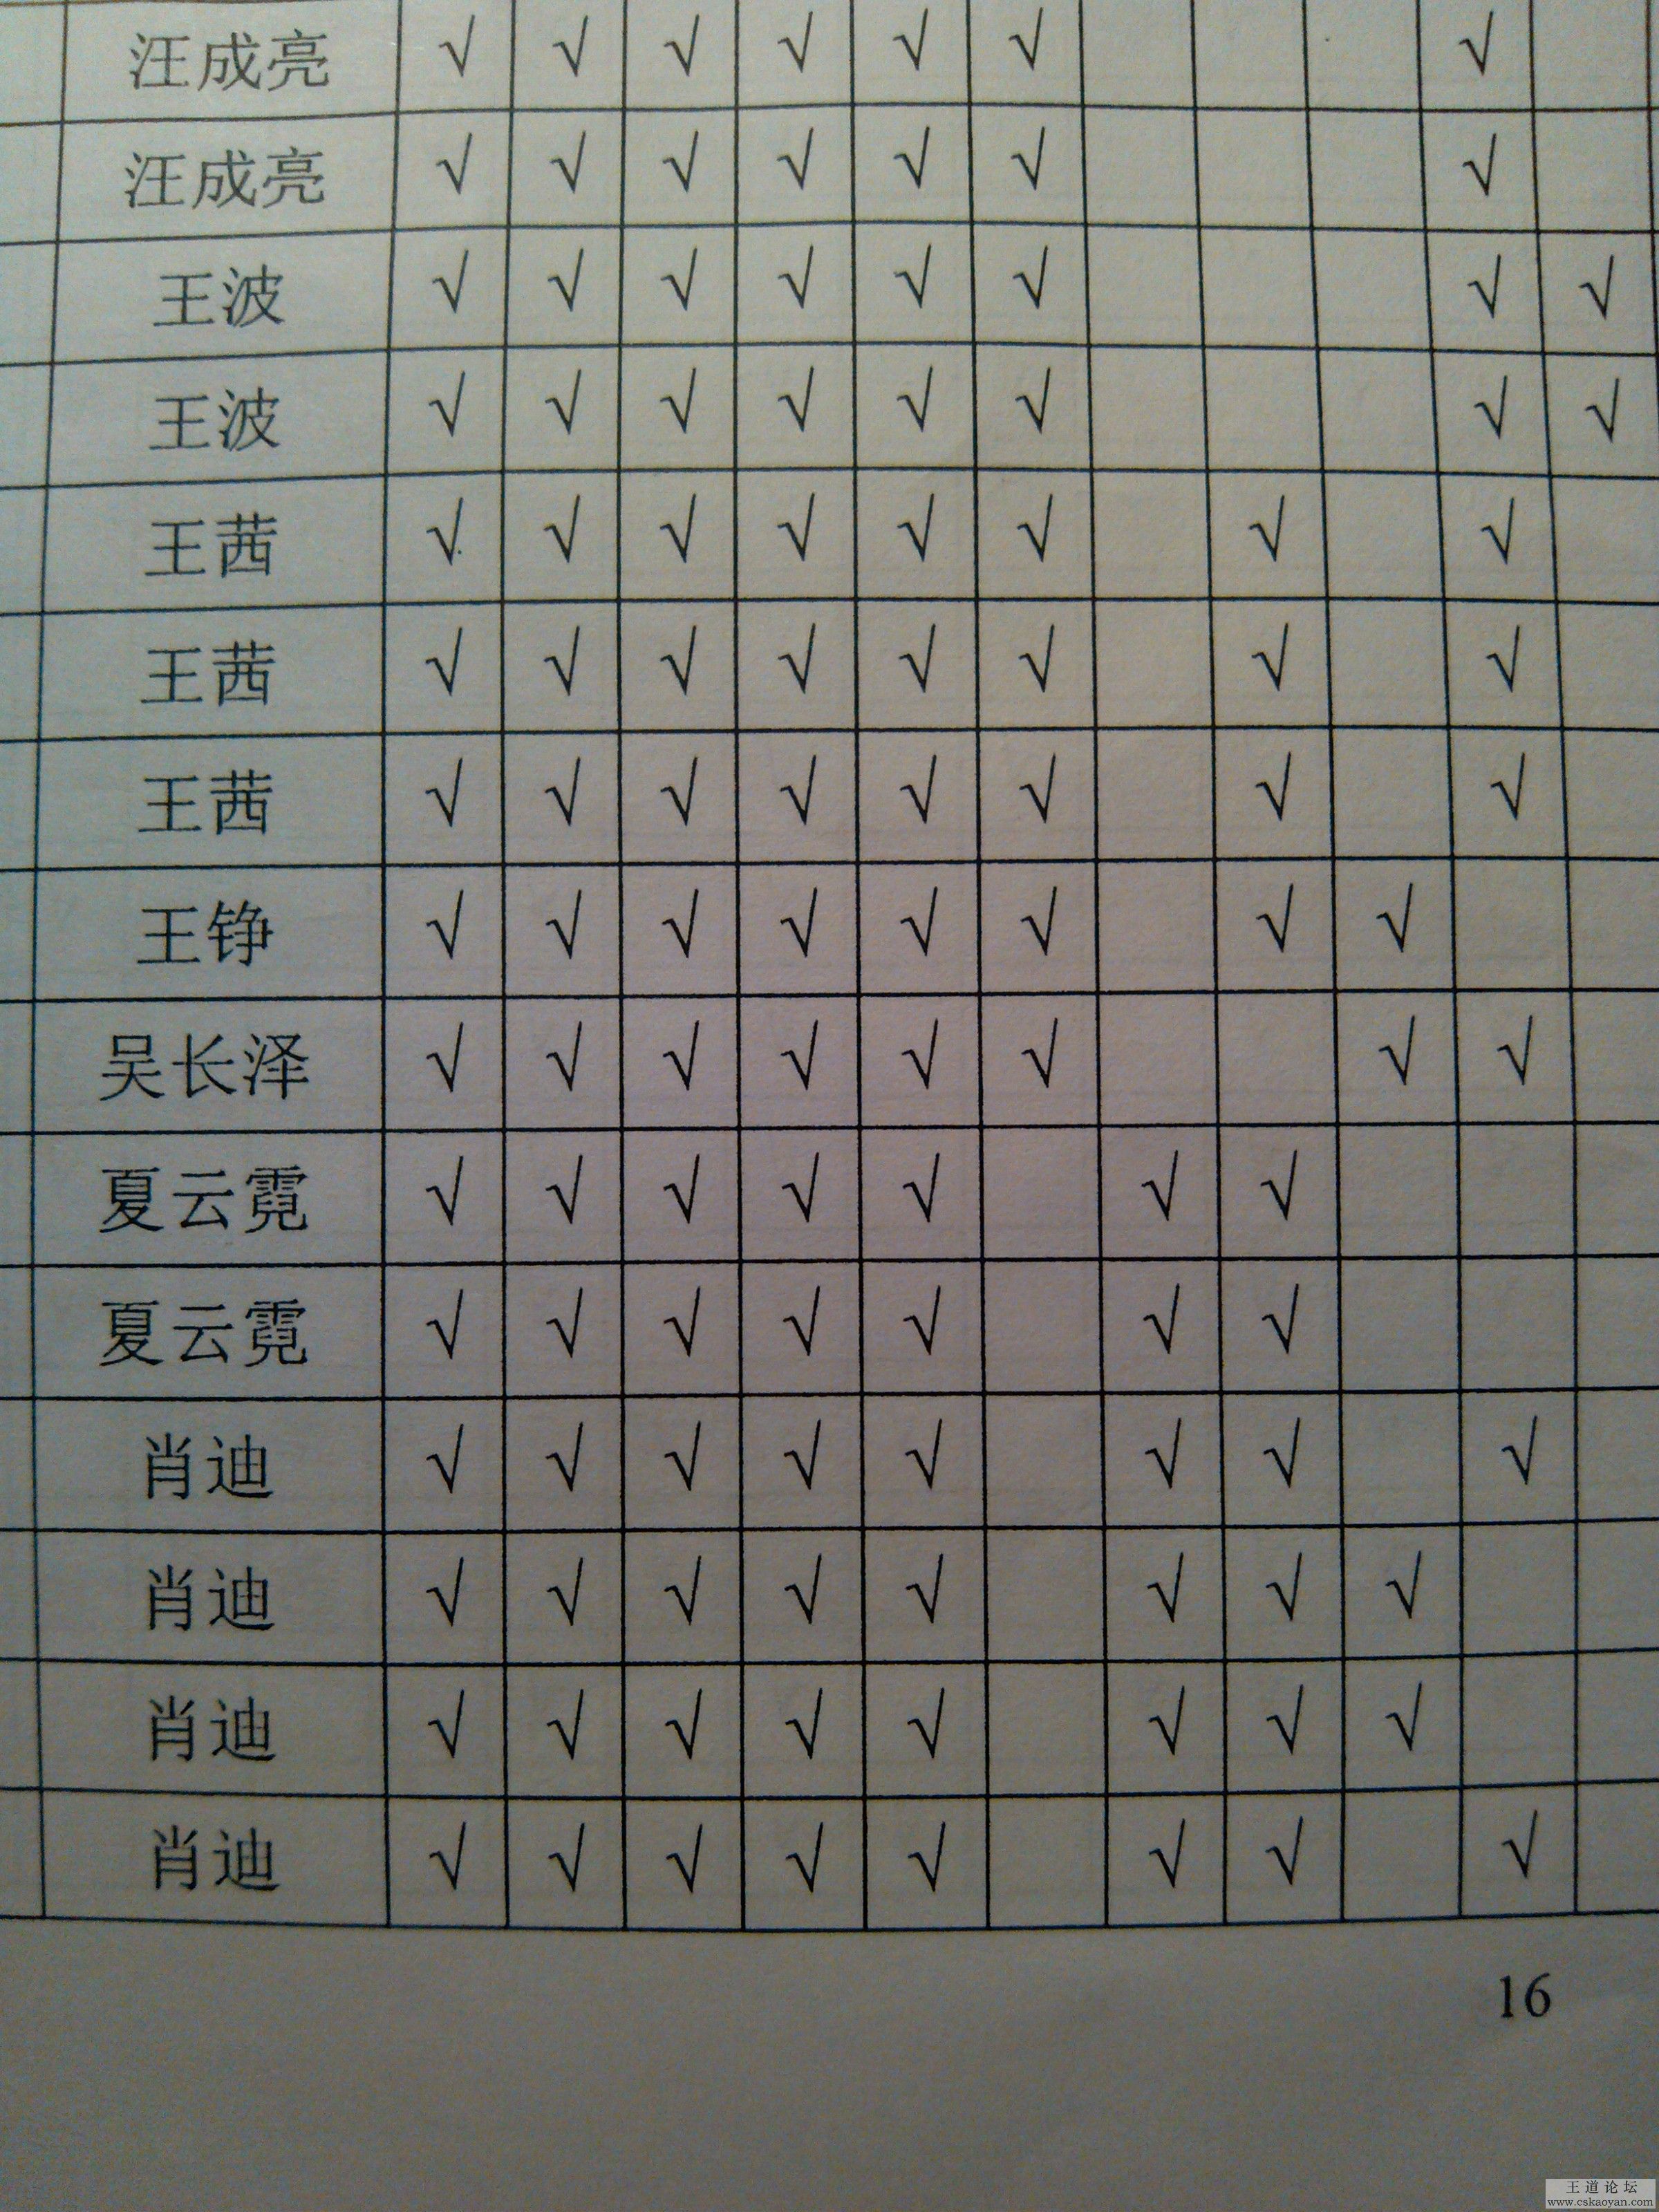 汪成亮 √ √ √ √ √ √ √
汪成亮 √ √ √ √ √ √ √
王波 √ √ √ √ √ √ √ √
王波 √ √ √ √ √ √ √ √
王茜 √ √ √ √ √ √ √ √
王茜 √ √ √ √ √ √ √ √
王茜 √ √ √ √ √ √ √ √
王铮 √ √ √ √ √ √ √ √
吴长泽 √ √ √ √ √ √ √ √
夏云霓 √ √ √ √ √ √ √
夏云霓 √ √ √ √ √ √ √
肖迪 √ √ √ √ √ √ √ √
肖迪 √ √ √ √ √ √ √ √
肖迪 √ √ √ √ √ √ √ √
肖迪 √ √ √ √ √ √ √ √
16
王道论坛
www.cskaoyan.com